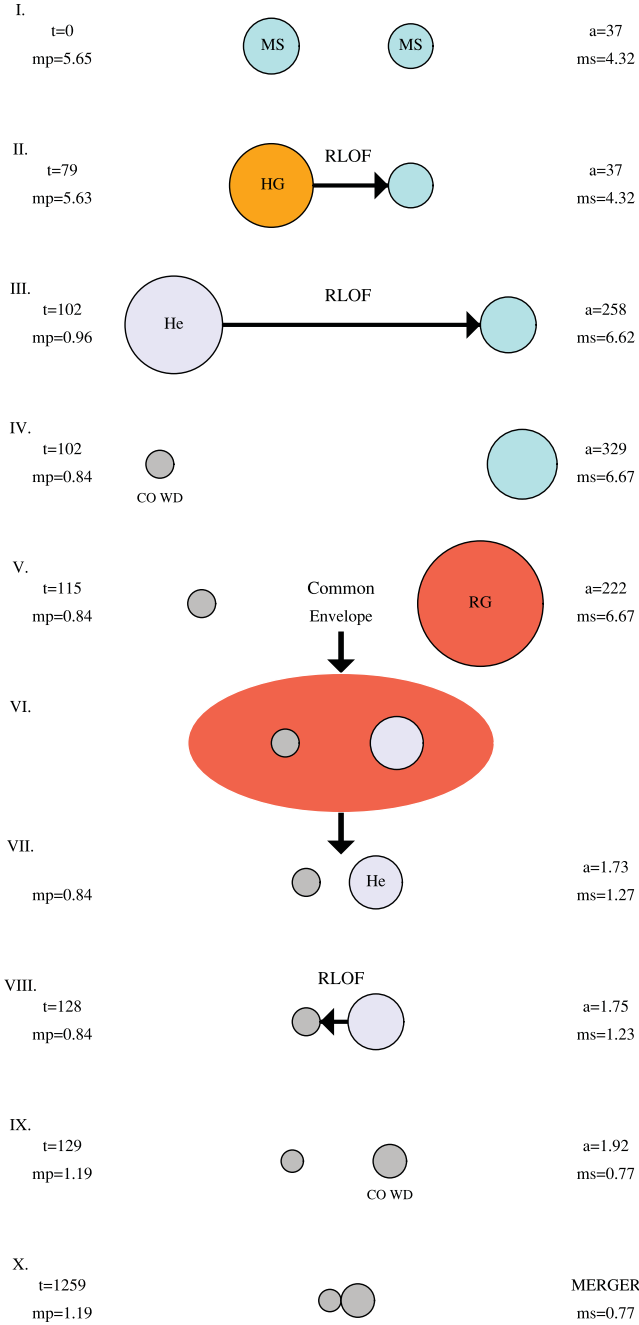 I.
t=0
mp=5.65
MS
MS
a=37
ms=4.32
II.
t=79
mp=5.63
HG
RLOF
a=37
ms=4.32
III.
t=102
mp=0.96
He
RLOF
a=258
ms=6.62
IV.
t=102
mp=0.84
CO WD
a=329
ms=6.67
V.
t=115
mp=0.84
Common
Envelope
RG
a=222
ms=6.67
VI.
VII.
mp=0.84
He
a=1.73
ms=1.27
VIII.
t=128
mp=0.84
RLOF
a=1.75
ms=1.23
IX.
t=129
mp=1.19
CO WD
a=1.92
ms=0.77
X.
t=1259
mp=1.19
MERGER
ms=0.77